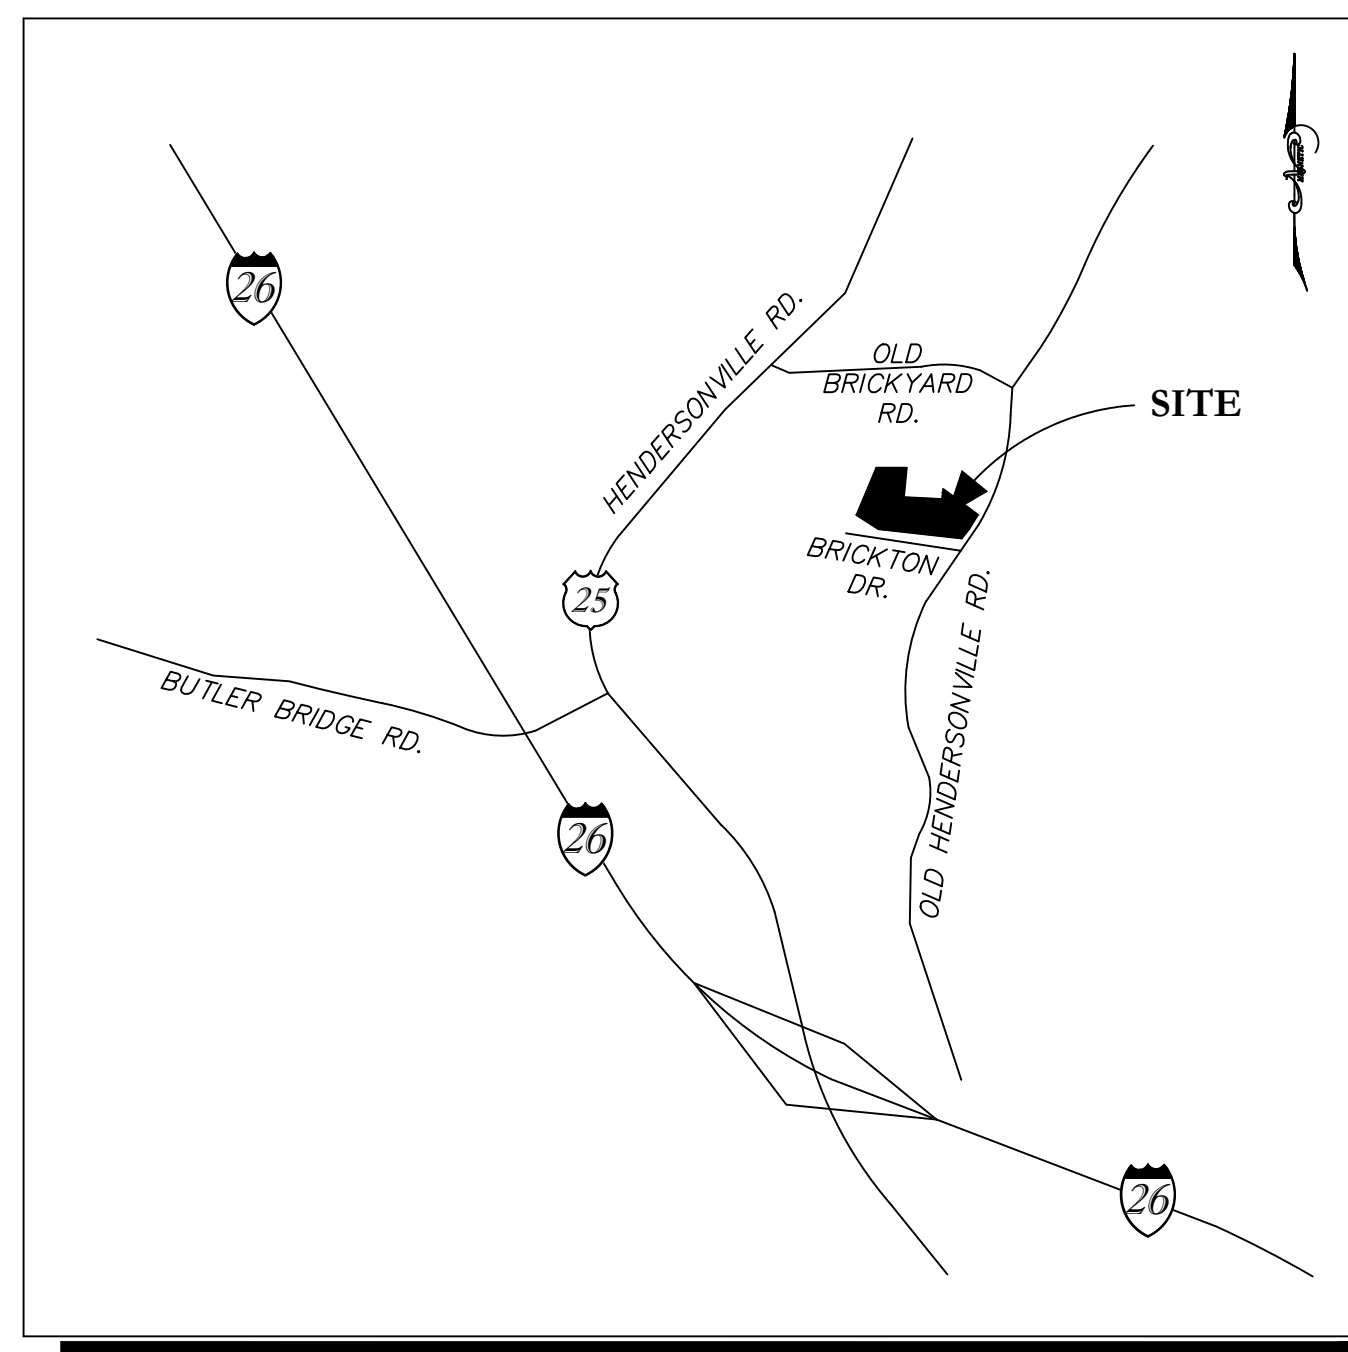 26
HENDERSONVILLE RD.
OLD
BRICKYARD
RD.
SITE
BRICKTON
DR.
25
OLD HENDERSONVILLE RD.
BUTLER BRIDGE RD.
26
26